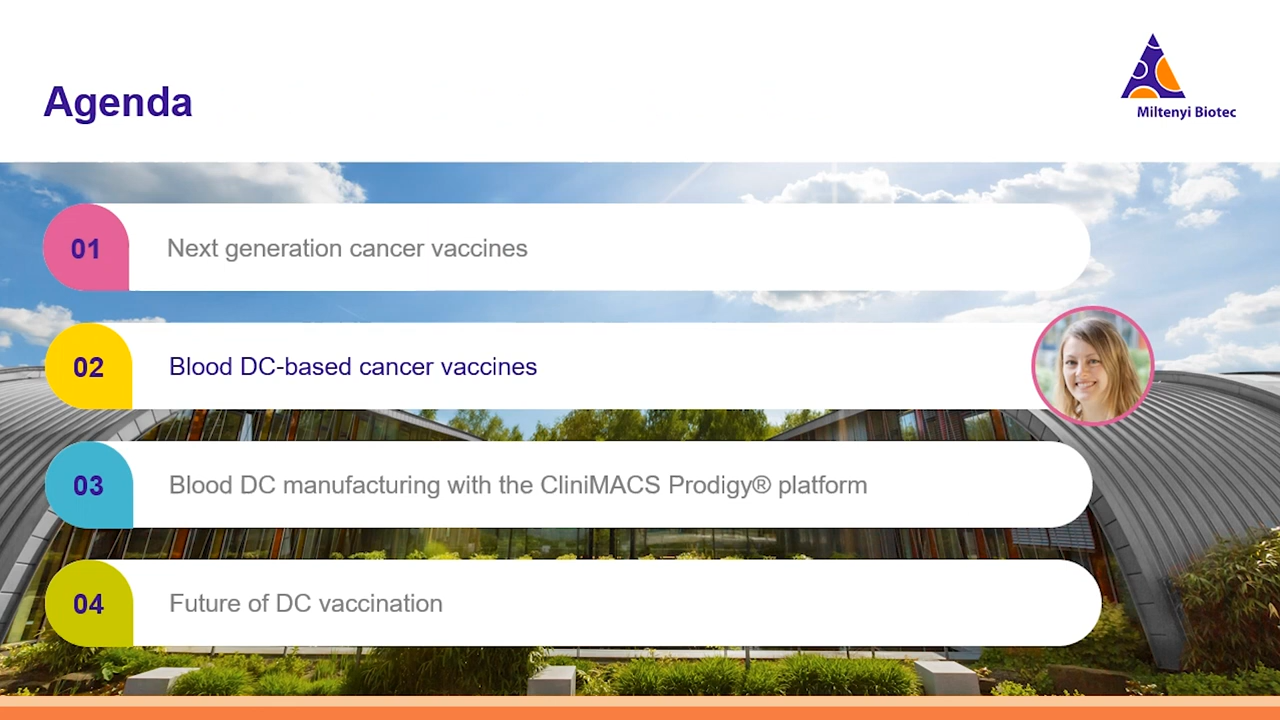 Agenda
Miltenyi Biotec
01
Next generation cancer vaccines
02
Blood DC-based cancer vaccines
03
Blood DC manufacturing with the CliniMACS Prodigy® platform
04
Future of DC vaccination